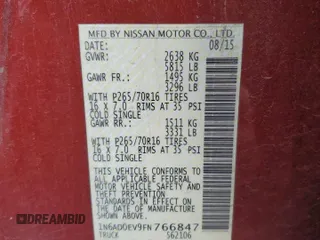 MFD BY NISSAN MOTOR CO., LTD.
DATE: 08/15
GVWR: 2638 KG
5815 LB
GAWR FR.: 1495 KG
3296 LB
WITH P265/70R16 TIRES
16 X 7.0 RIMS AT 35 PSI
COLD SINGLE
GAWR RR.: 1511 KG
3331 LB
WITH P265/70R16 TIRES
16 X 7.0 RIMS AT 35 PSI
COLD SINGLE
THIS VEHICLE CONFORMS TO
ALL APPLICABLE FEDERAL
MOTOR VEHICLE SAFETY
STANDARDS IN EFFECT ON THE
DATE OF MANUFACTURE
SHOWN ABOVE.
1N6AD0EV9FN766847
TRUCK S62106
DREAMBID